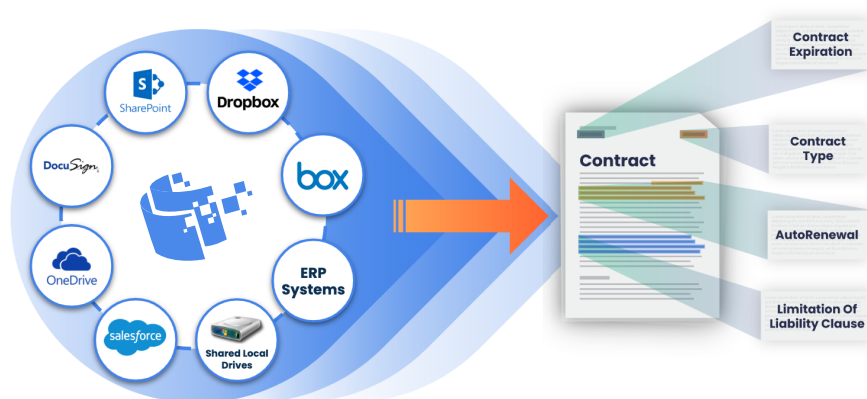 SharePoint
Dropbox
DocuSign
box
OneDrive
ERP
Systems
salesforce
Shared Local
Drives
Contract
Contract
Expiration
Contract
Type
AutoRenewal
Limitation Of
Liability Clause